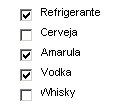 Refrigerante
Cerveja
Amarula
Vodka
Whisky